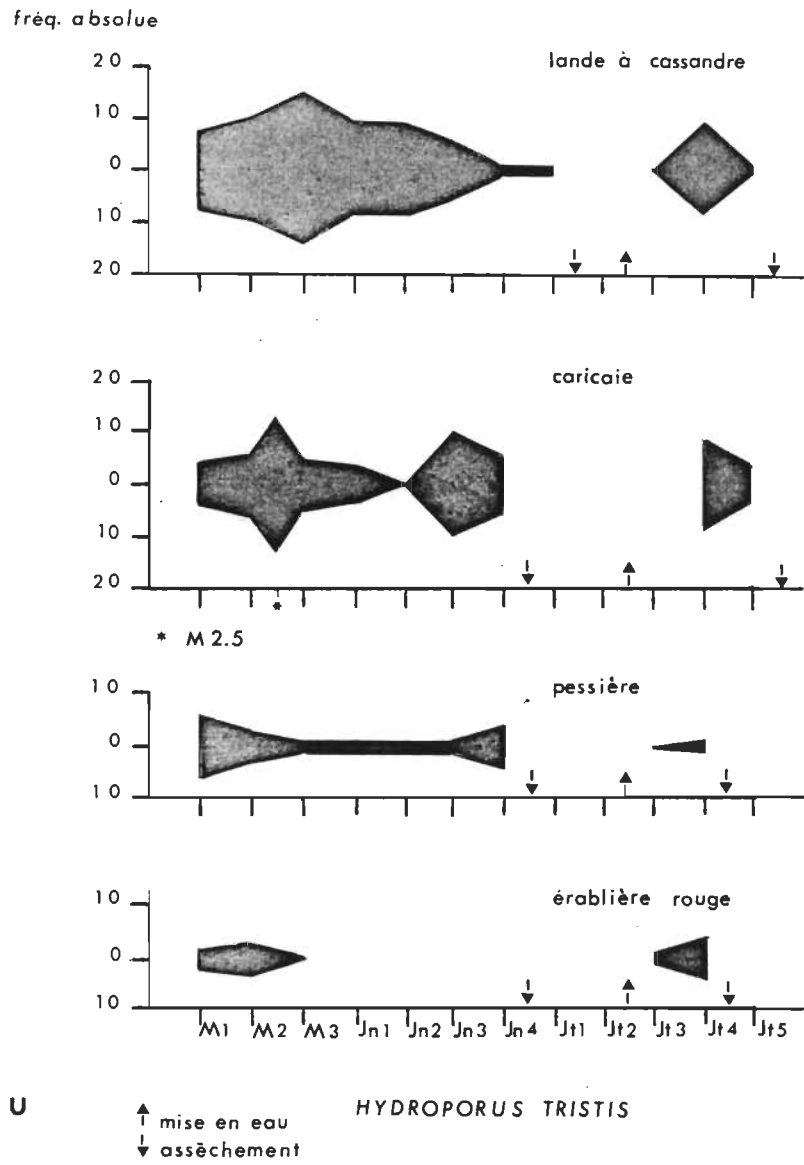 fréq. absolue
lande à cassandre
20
10
0
10
20
caricaie
20
10
0
10
20
*
* M 2.5
pessière
10
0
10
érablière rouge
10
0
10
M1 M2 M3 Jn1 Jn2 Jn3 Jn4 Jt1 Jt2 Jt3 Jt4 Jt5
U
HYDROPORUS TRISTIS
mise en eau
assèchement